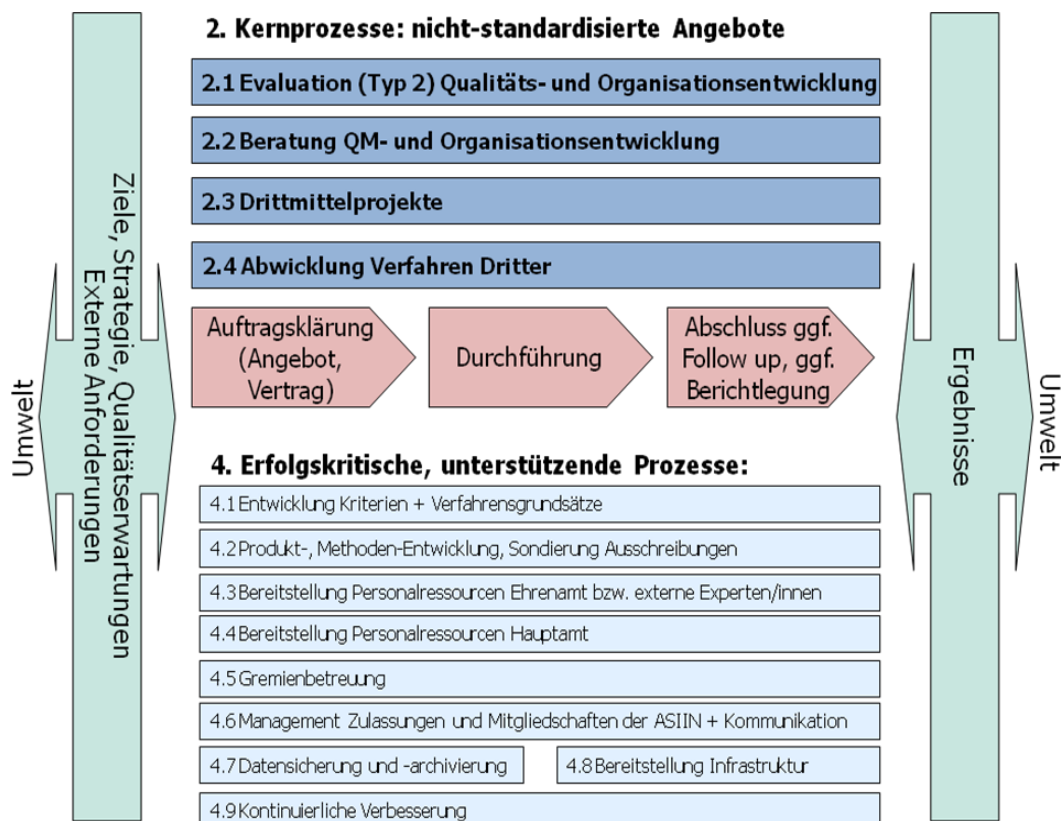 2. Kernprozesse: nicht-standardisierte Angebote
2.1 Evaluation (Typ 2) Qualitäts- und Organisationsentwicklung
2.2 Beratung QM- und Organisationsentwicklung
2.3 Drittmittelprojekte
2.4 Abwicklung Verfahren Dritter
Auftragsklärung
(Angebot,
Vertrag)
Durchführung
Abschluss ggf.
Follow up, ggf.
Berichtlegung
4. Erfolgskritische, unterstützende Prozesse:
4.1 Entwicklung Kriterien + Verfahrensgrundsätze
4.2 Produkt-, Methoden-Entwicklung, Sondierung Ausschreibungen
4.3 Bereitstellung Personalressourcen Ehrenamt bzw. externe Experten/innen
4.4 Bereitstellung Personalressourcen Hauptamt
4.5 Gremienbetreuung
4.6 Management Zulassungen und Mitgliedschaften der ASIIN + Kommunikation
4.7 Datensicherung und -archivierung
4.8 Bereitstellung Infrastruktur
4.9 Kontinuierliche Verbesserung
Umwelt
Ziele, Strategie, Qualitätserwartungen
Externe Anforderungen
Ergebnisse
Umwelt